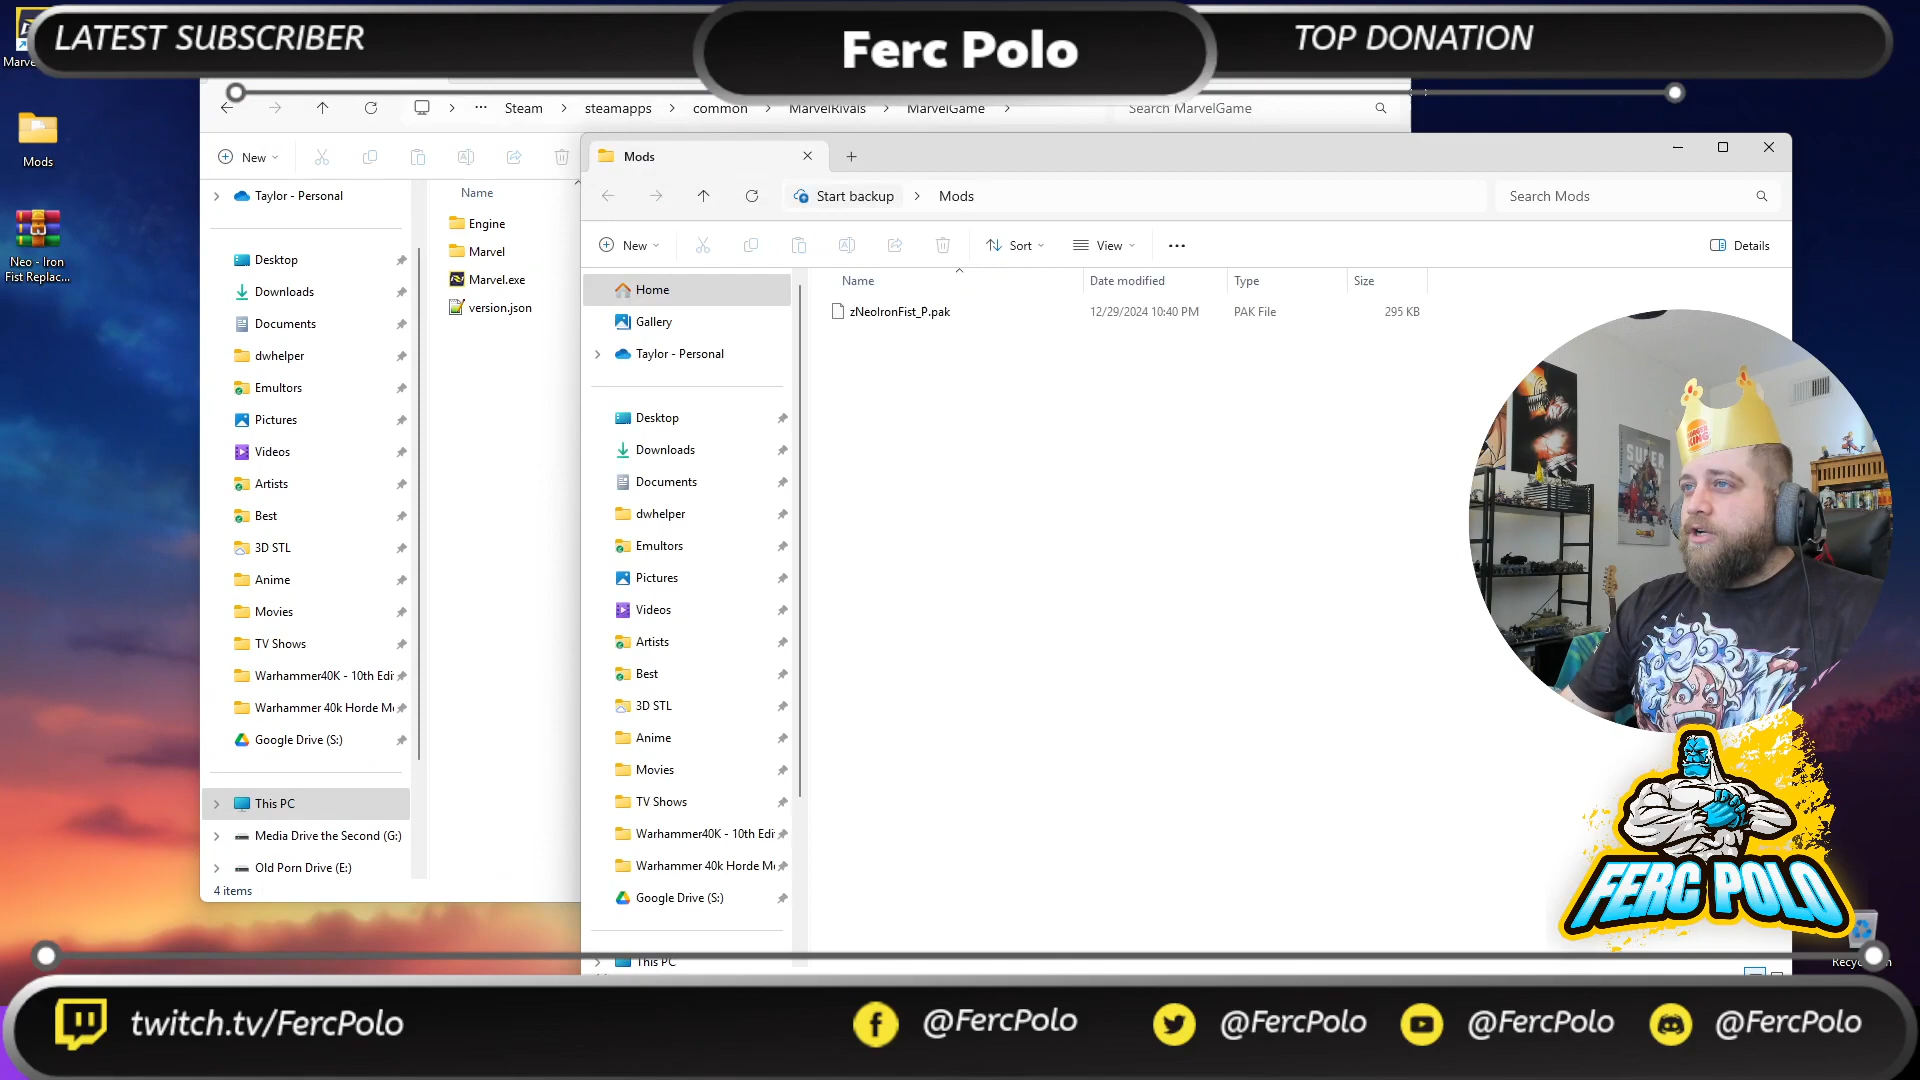 LATEST SUBSCRIBER
Ferc Polo
TOP DONATION
Mods
Neo - Iron
Fist Replac...
Steam
steamapps
common
MarvelRivals
MarvelGame
Search MarvelGame
New
Taylor - Personal
Desktop
Downloads
Documents
dwhelper
Emultors
Pictures
Videos
Artists
Best
3D STL
Anime
Movies
TV Shows
Warhammer40K - 10th Edi
Warhammer 40k Horde M
Google Drive (S:)
This PC
Media Drive the Second (G:)
Old Porn Drive (E:)
4 items
Name
Engine
Marvel
Marvel.exe
version.json
Mods
Start backup
Mods
Search Mods
New
Sort
View
Details
Home
Gallery
Taylor - Personal
Desktop
Downloads
Documents
dwhelper
Emultors
Pictures
Videos
Artists
Best
3D STL
Anime
Movies
TV Shows
Warhammer40K - 10th Edi
Warhammer 40k Horde M
Google Drive (S:)
This PC
Name Date modified Type Size
zNeoIronFist_P.pak 12/29/2024 10:40 PM PAK File 295 KB
BURGER
KING
SUPER
FERC POLO
twitch.tv/FercPolo
@FercPolo
@FercPolo
@FercPolo
@FercPolo